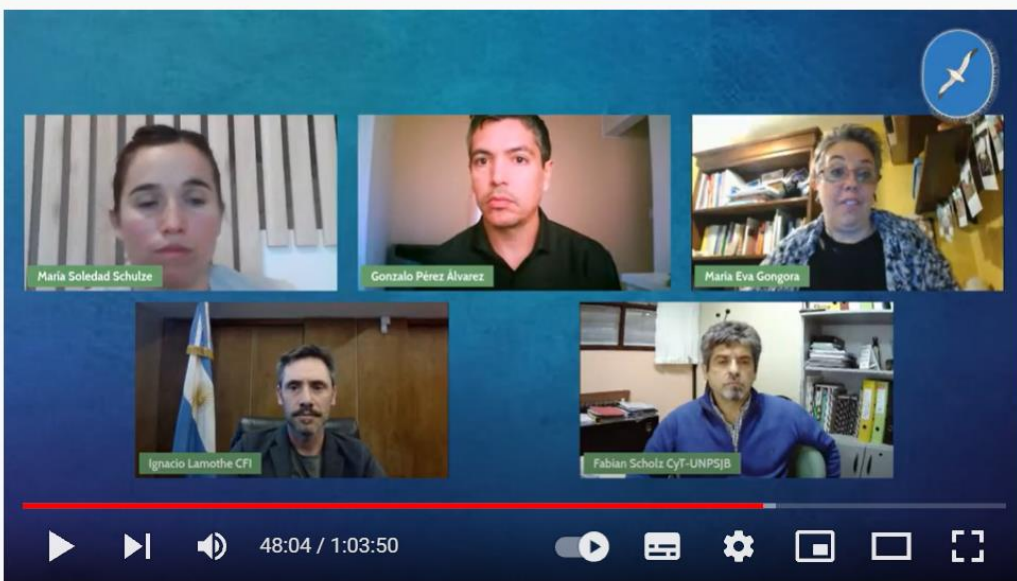 María Soledad Schulze
Gonzalo Pérez Álvarez
Maria Eva Gongora
Ignacio Lamothe CFI
Fabian Scholz CyT-UNPSJB
48:04 / 1:03:50